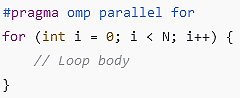 #pragma omp parallel for
for (int i = 0; i < N; i++) {
    // Loop body
}